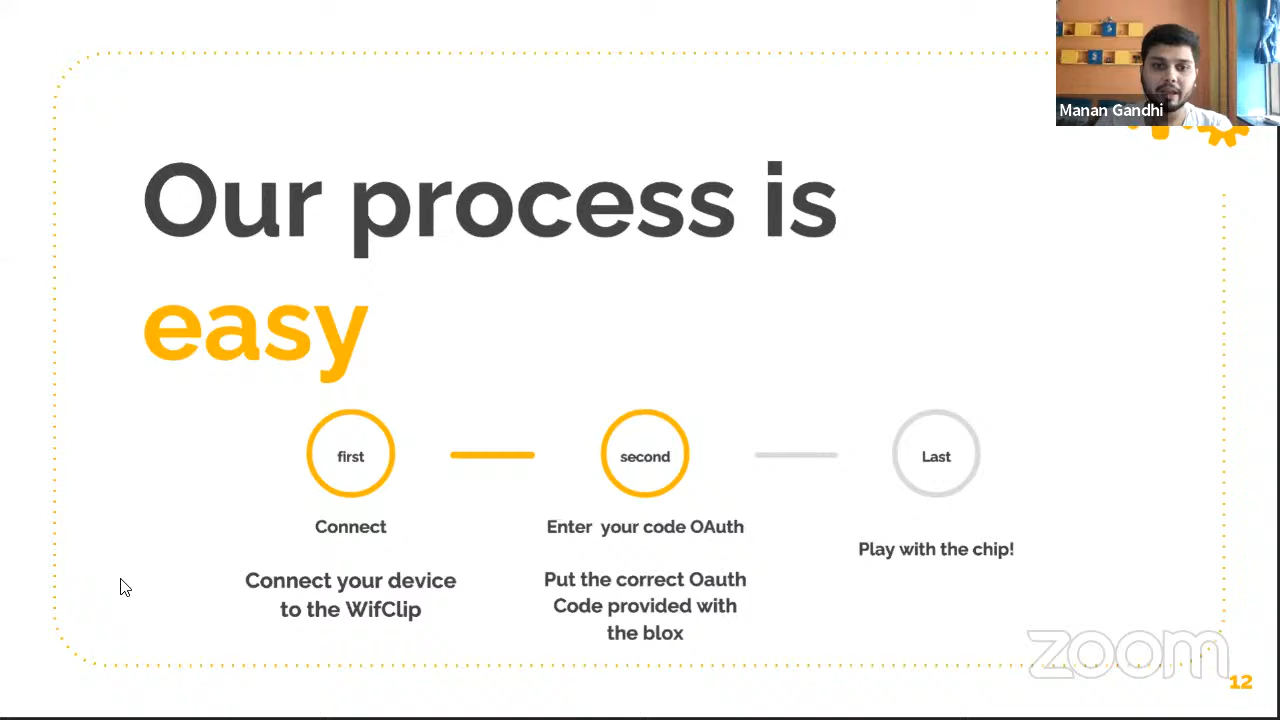 Manan Gandhi
Our process is
easy
first
second
Last
Connect
Enter your code OAuth
Play with the chip!
Connect your device
to the WifClip
Put the correct Oauth
Code provided with
the blox
zoom
12